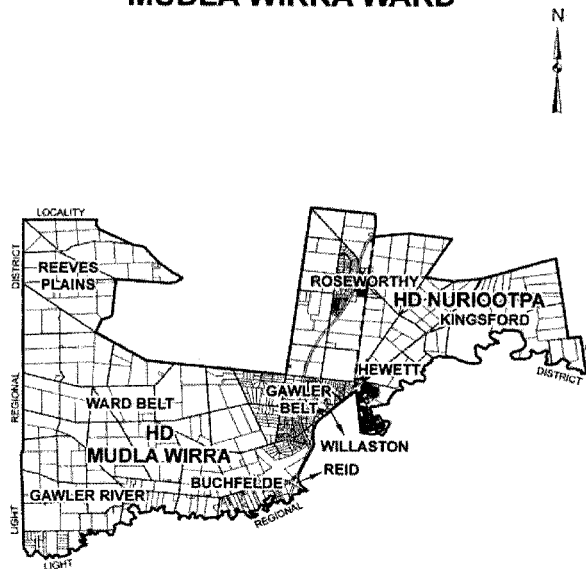 MUDLA WIRRA WARD
N
LOCALITY
DISTRICT
REEVES
PLAINS
ROSEWORTHY
HD NURIOOTPA
KINGSFORD
HEWETT
DISTRICT
REGIONAL
GAWLER
BELT
WARD BELT
HD
MUDLA WIRRA
WILLASTON
BUCHFELDE
REID
GAWLER RIVER
REGIONAL
LIGHT
LIGHT